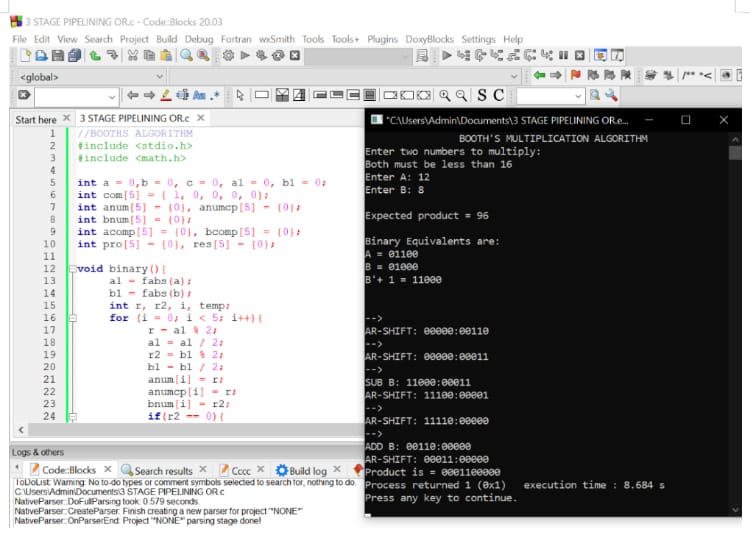 3 STAGE PIPELINING OR.c - Code::Blocks 20.03
File Edit View Search Project Build Debug Fortran wxSmith Tools Tools+ Plugins DoxyBlocks Settings Help
<global>
S C
Start here
3 STAGE PIPELINING OR.c
1 //BOOTHS ALGORITHM
2 #include <stdio.h>
3 #include <math.h>
4
5 int a = 0,b = 0, c = 0, a1 = 0, b1 = 0;
6 int com[5] = { 1, 0, 0, 0, 0};
7 int anum[5] = {0}, anumcp[5] = {0};
8 int bnum[5] = {0};
9 int acomp[5] = {0}, bcomp[5] = {0};
10 int pro[5] = {0}, res[5] = {0};
11
12 void binary(){
13 a1 = fabs(a);
14 b1 = fabs(b);
15 int r, r2, i, temp;
16 for (i = 0; i < 5; i++){
17 r = a1 % 2;
18 a1 = a1 / 2;
19 r2 = b1 % 2;
20 b1 = b1 / 2;
21 anum[i] = r;
22 anumcp[i] = r;
23 bnum[i] = r2;
24 if(r2 == 0){
"C:\Users\Admin\Documents\3 STAGE PIPELINING OR.e...
BOOTH'S MULTIPLICATION ALGORITHM
Enter two numbers to multiply:
Both must be less than 16
Enter A: 12
Enter B: 8
Expected product = 96
Binary Equivalents are:
A = 01100
B = 01000
B'+ 1 = 11000
-->
AR-SHIFT: 00000:00110
-->
AR-SHIFT: 00000:00011
-->
SUB B: 11000:00011
AR-SHIFT: 11100:00001
-->
AR-SHIFT: 11110:00000
-->
ADD B: 00110:00000
AR-SHIFT: 00011:00000
Product is = 0001100000
Process returned 1 (0x1) execution time : 8.684 s
Press any key to continue.
Logs & others
Code::Blocks
Search results
Cccc
Build log
ToDoList: Warning: No to-do types or comment symbols selected to search for, nothing to do.
C:\Users\Admin\Documents\3 STAGE PIPELINING OR.c
NativeParser::DoFullParsing took: 0.579 seconds.
NativeParser::CreateParser: Finish creating a new parser for project '*NONE*'
NativeParser::OnParserEnd: Project '*NONE*' parsing stage done!